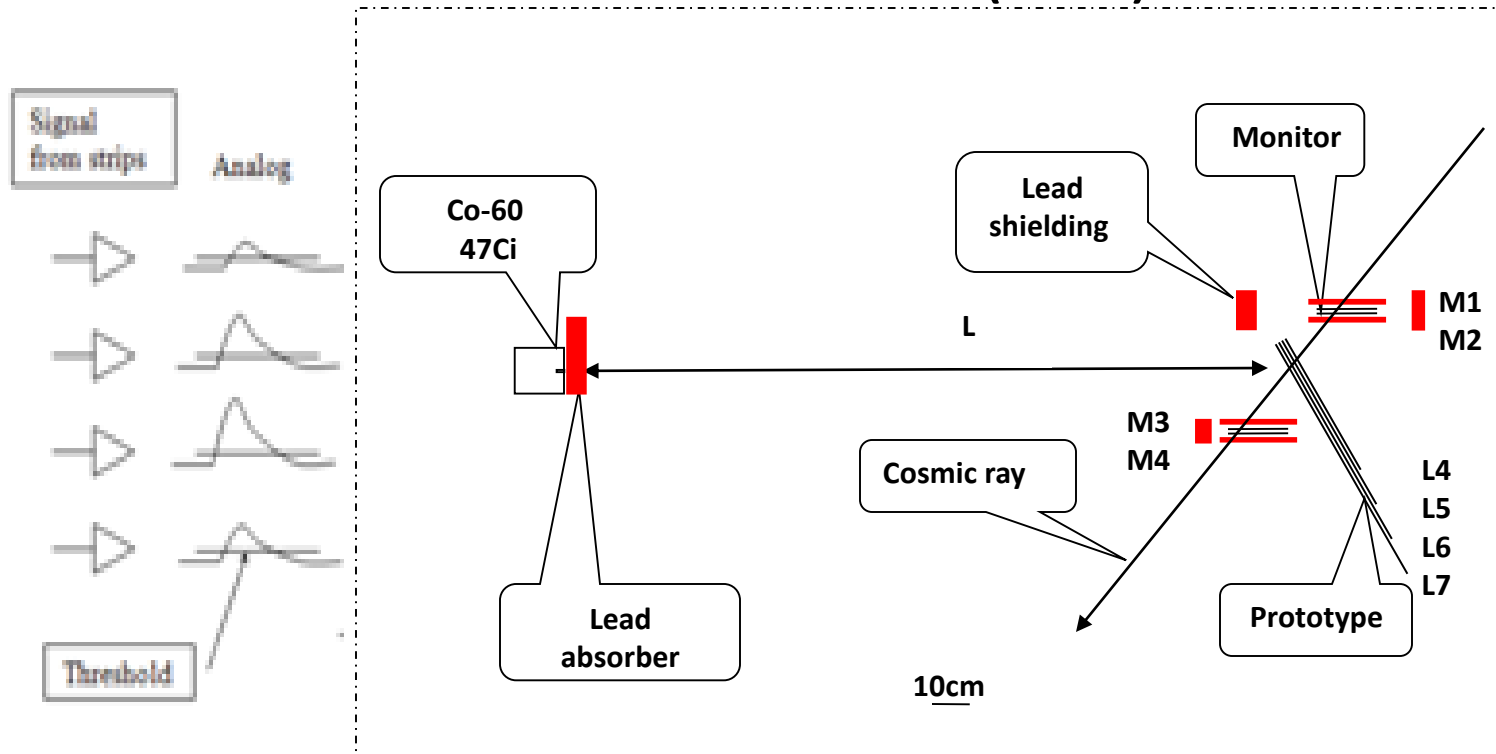 Signal
from strips
Analog
Threshold
Co-60
47Ci
Lead
absorber
L
Lead
shielding
Monitor
M1
M2
M3
M4
Cosmic ray
L4
L5
L6
L7
Prototype
10cm